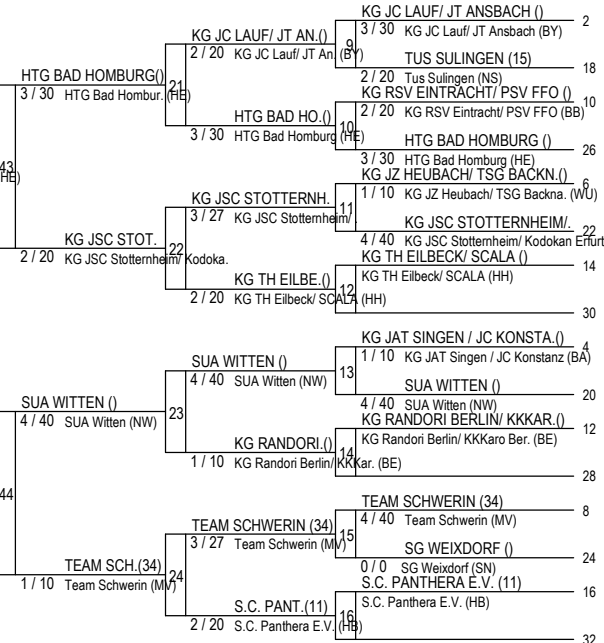 KG JC LAUF/ JT ANSBACH () 2
3 / 30 KG JC Lauf/ JT Ansbach (BY)
KG JC LAUF/ JT AN.() 9
2 / 20 KG JC Lauf/ JT An. (BY)
TUS SULINGEN (15) 18
2 / 20 Tus Sulingen (NS)
HTG BAD HOMBURG() 21
3 / 30 HTG Bad Hombur. (HE)
KG RSV EINTRACHT/ PSV FFO () 10
2 / 20 KG RSV Eintracht/ PSV FFO (BB)
HTG BAD HO.() 10
3 / 30 HTG Bad Homburg (HE)
HTG BAD HOMBURG () 26
3 / 30 HTG Bad Homburg (HE)
43
HE)
KG JZ HEUBACH/ TSG BACKN.() 6
1 / 10 KG JZ Heubach/ TSG Backna. (WU)
KG JSC STOTTERNH. 11
3 / 27 KG JSC Stotternheim/ .
KG JSC STOTTERNHEIM/. 22
4 / 40 KG JSC Stotternheim/ Kodokan Erfurt
KG JSC STOT. 22
2 / 20 KG JSC Stotternheim/ Kodoka.
KG TH EILBECK/ SCALA () 14
KG TH Eilbeck/ SCALA (HH)
KG TH EILBE.() 12
2 / 20 KG TH Eilbeck/ SCALA (HH)
30
KG JAT SINGEN / JC KONSTA.() 4
1 / 10 KG JAT Singen / JC Konstanz (BA)
SUA WITTEN () 13
4 / 40 SUA Witten (NW)
SUA WITTEN () 20
4 / 40 SUA Witten (NW)
SUA WITTEN () 23
4 / 40 SUA Witten (NW)
KG RANDORI BERLIN/ KKKAR.() 12
KG Randori Berlin/ KKKaro Ber. (BE)
KG RANDORI.() 14
1 / 10 KG Randori Berlin/ KKKar. (BE)
28
44
TEAM SCHWERIN (34) 8
4 / 40 Team Schwerin (MV)
TEAM SCHWERIN (34) 15
3 / 27 Team Schwerin (MV)
SG WEIXDORF () 24
0 / 0 SG Weixdorf (SN)
TEAM SCH.(34) 24
1 / 10 Team Schwerin (MV)
S.C. PANTHERA E.V. (11) 16
S.C. Panthera E.V. (HB)
S.C. PANT.(11) 16
2 / 20 S.C. Panthera E.V. (HB)
32